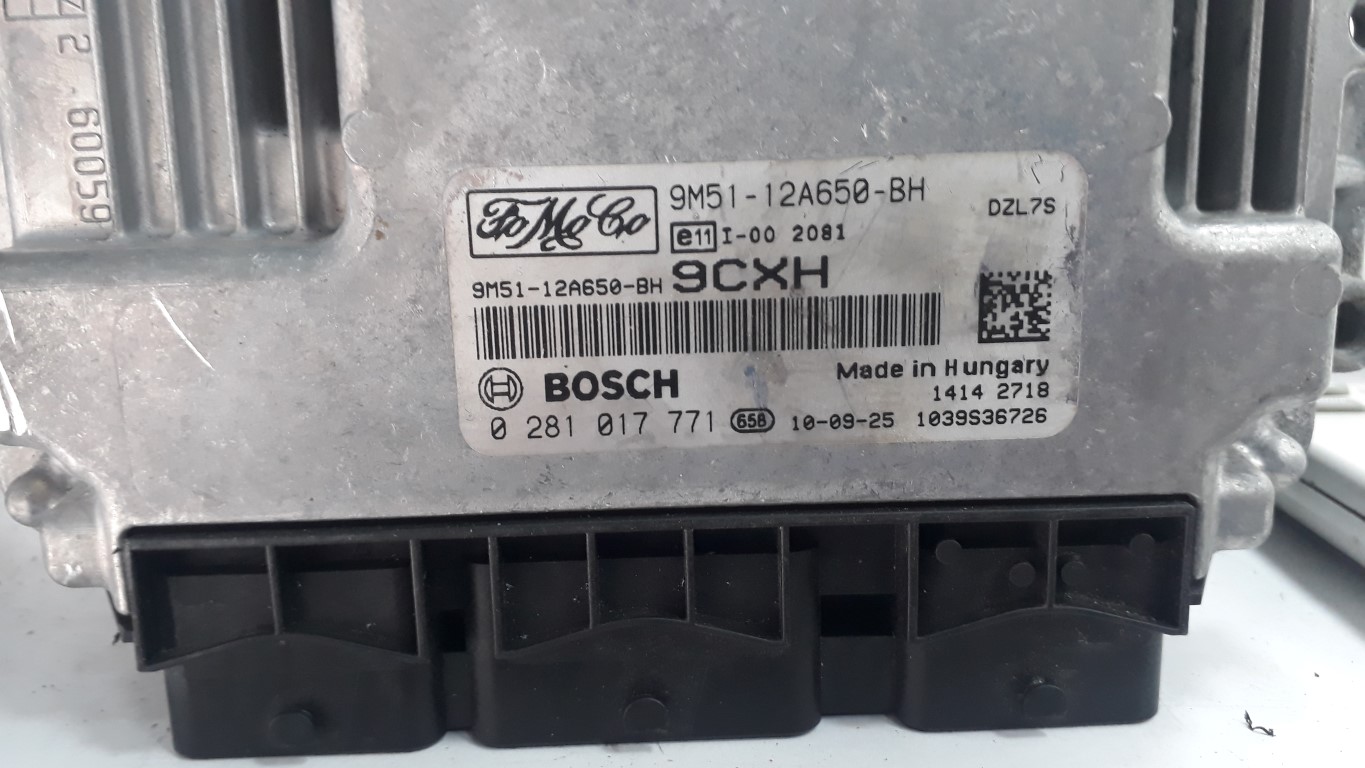 2 60059
FoMoCo
9M51-12A650-BH
DZL7S
e11 I-00 2081
9M51-12A650-BH 9CXH
BOSCH
Made in Hungary
1414 2718
0 281 017 771 658 10-09-25 1039S36726